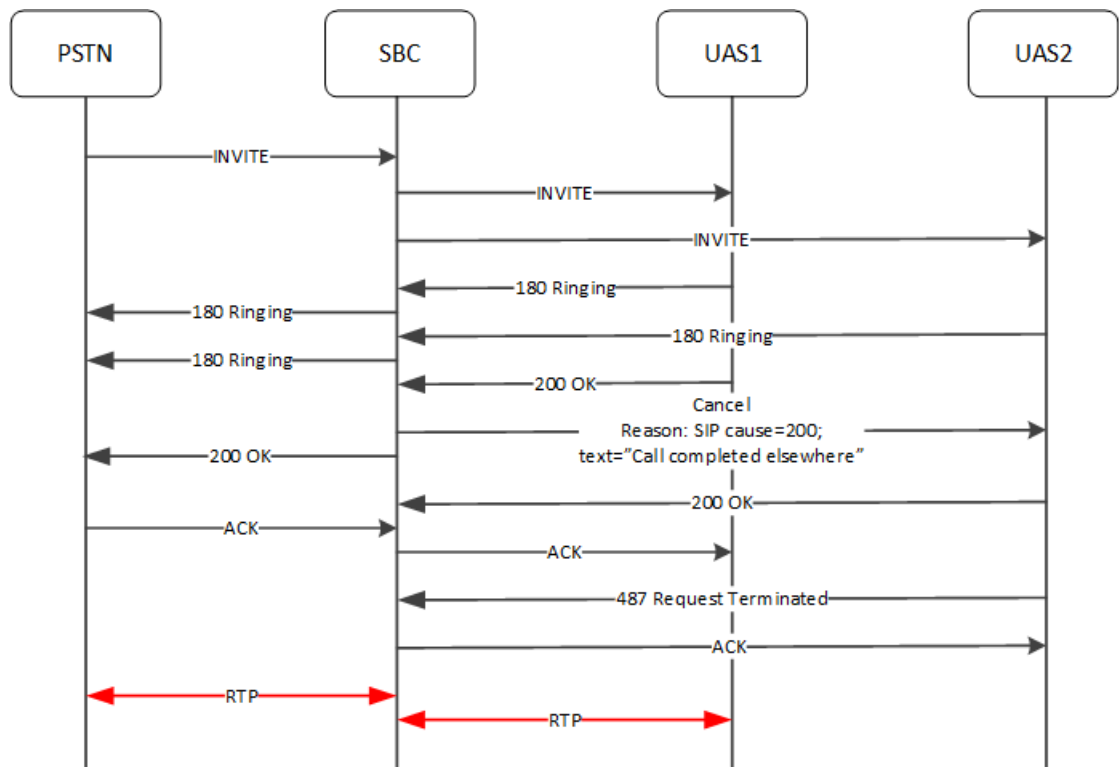 PSTN
SBC
UAS1
UAS2
INVITE
INVITE
INVITE
180 Ringing
180 Ringing
180 Ringing
180 Ringing
200 OK
Cancel
Reason: SIP cause=200;
text=”Call completed elsewhere”
200 OK
200 OK
ACK
ACK
487 Request Terminated
ACK
RTP
RTP